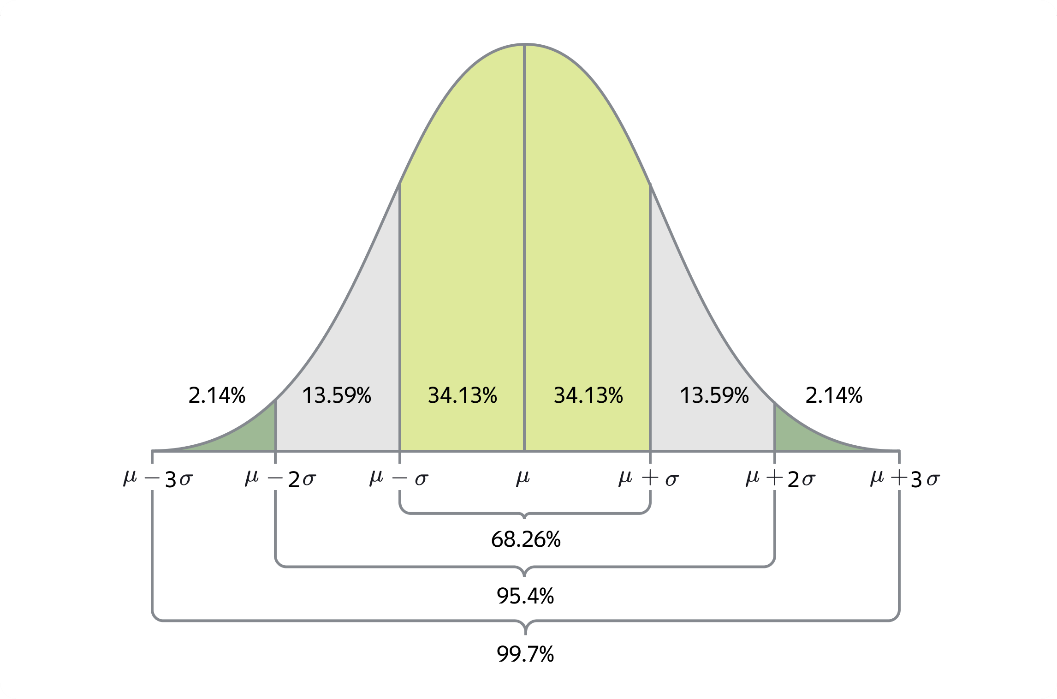 2.14% 13.59% 34.13% 34.13% 13.59% 2.14%
μ − 3σ μ − 2σ μ − σ μ μ + σ μ + 2σ μ + 3σ
68.26%
95.4%
99.7%